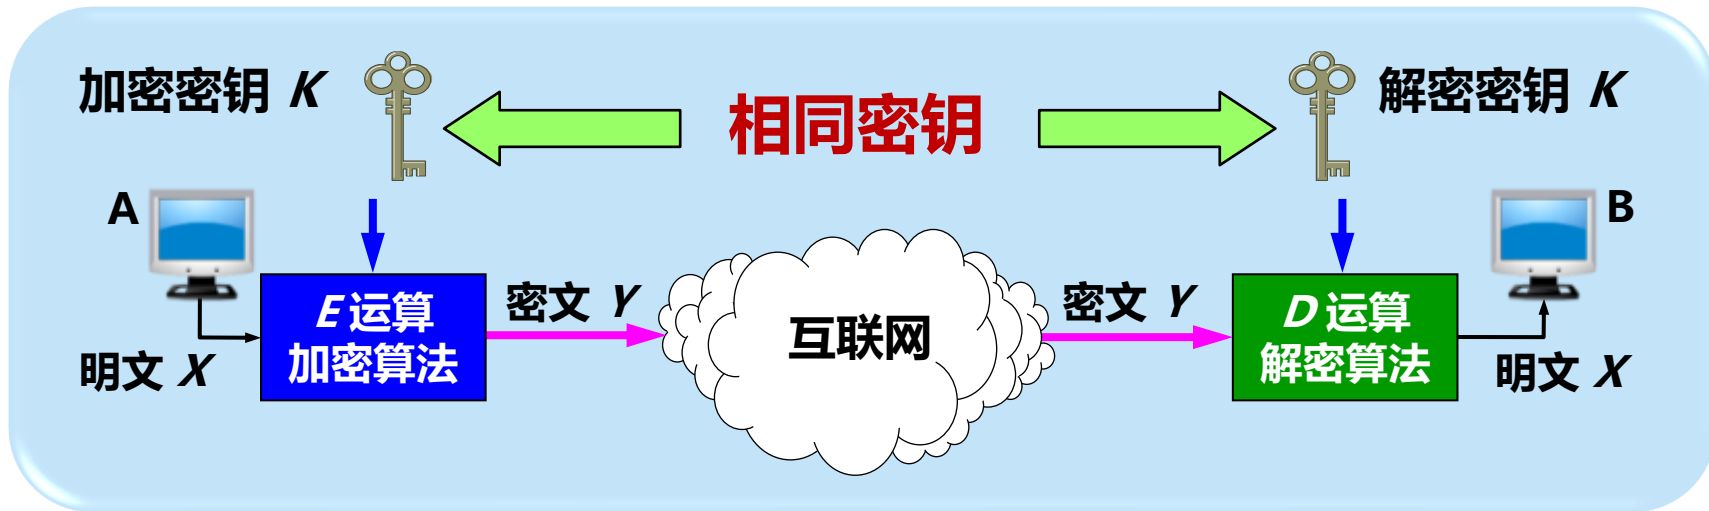 加密密钥 K
相同密钥
解密密钥 K
A
B
E 运算
加密算法
密文 Y
互联网
密文 Y
D 运算
解密算法
明文 X
明文 X